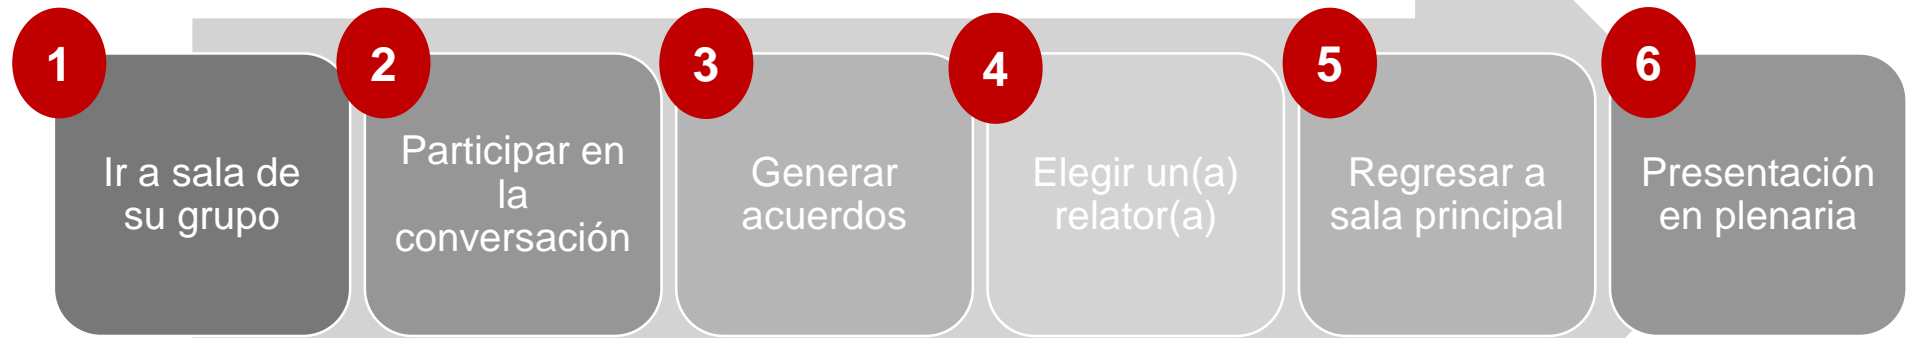 1
Ir a sala de
su grupo
2
Participar en
la
conversación
3
Generar
acuerdos
4
Elegir un(a)
relator(a)
5
Regresar a
sala principal
6
Presentación
en plenaria